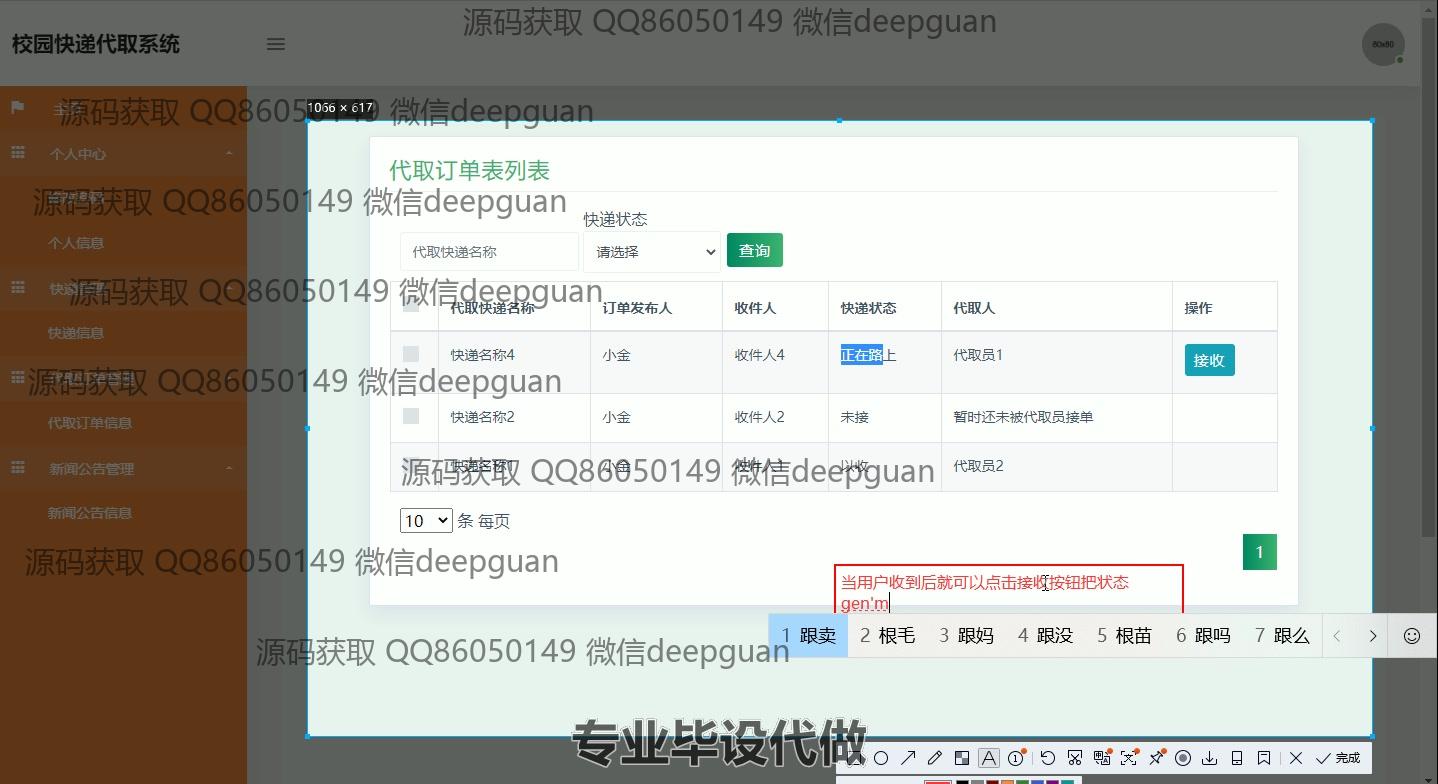 源码获取 QQ86050149 微信deepguan
校园快递代取系统
60x60
1066 × 617
源码获取 QQ86050149 微信deepguan
个人中心
源码获取 QQ86050149 微信deepguan
个人信息
源码获取 QQ86050149 微信deepguan
快递信息
源码获取 QQ86050149 微信deepguan
代取订单信息
新闻公告管理
新闻公告信息
代取订单表列表
快递状态
代取快递名称 请选择 查询
代取快递名称 订单发布人 收件人 快递状态 代取人 操作
快递名称4 小金 收件人4 正在路上 代取员1 接收
快递名称2 小金 收件人2 未接 暂时还未被代取员接单
快递名称1 小金 收件人1 以收 代取员2
源码获取 QQ86050149 微信deepguan
10 条 每页
1
源码获取 QQ86050149 微信deepguan
当用户收到后就可以点击接收按钮把状态
gen'm
1 跟卖 2 根毛 3 跟妈 4 跟没 5 根苗 6 跟吗 7 跟么
源码获取 QQ86050149 微信deepguan
专业毕设代做
完成